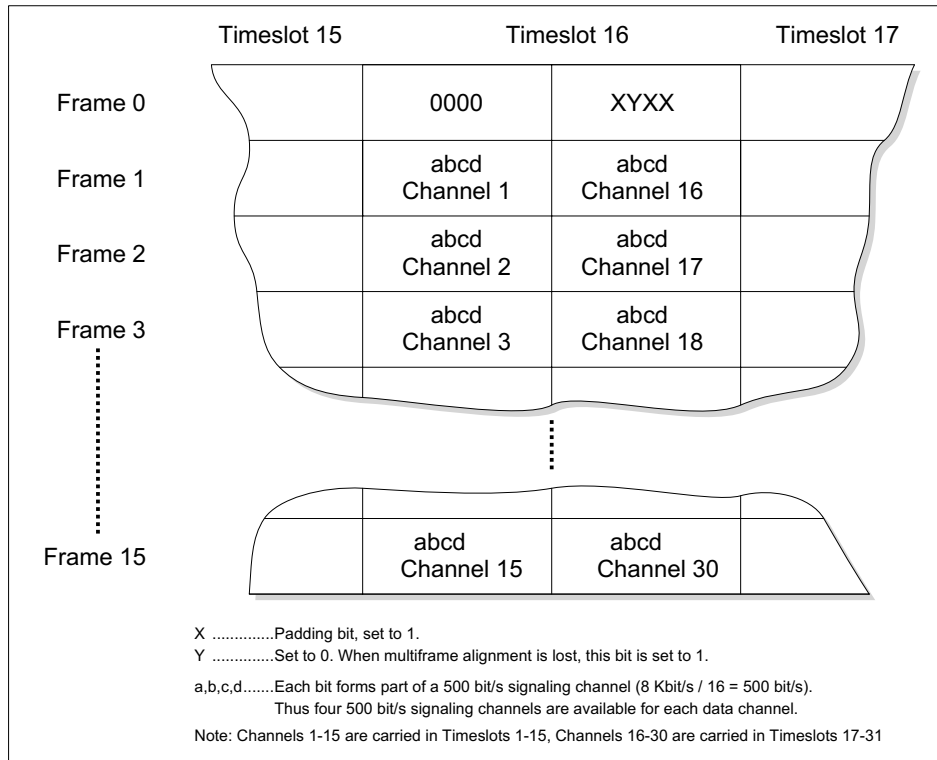 Timeslot 15 Timeslot 16 Timeslot 17
Frame 0 0000 XYXX
Frame 1 abcd Channel 1 abcd Channel 16
Frame 2 abcd Channel 2 abcd Channel 17
Frame 3 abcd Channel 3 abcd Channel 18
Frame 15 abcd Channel 15 abcd Channel 30
X ..............Padding bit, set to 1.
Y ..............Set to 0. When multiframe alignment is lost, this bit is set to 1.
a,b,c,d.......Each bit forms part of a 500 bit/s signaling channel (8 Kbit/s / 16 = 500 bit/s).
Thus four 500 bit/s signaling channels are available for each data channel.
Note: Channels 1-15 are carried in Timeslots 1-15, Channels 16-30 are carried in Timeslots 17-31